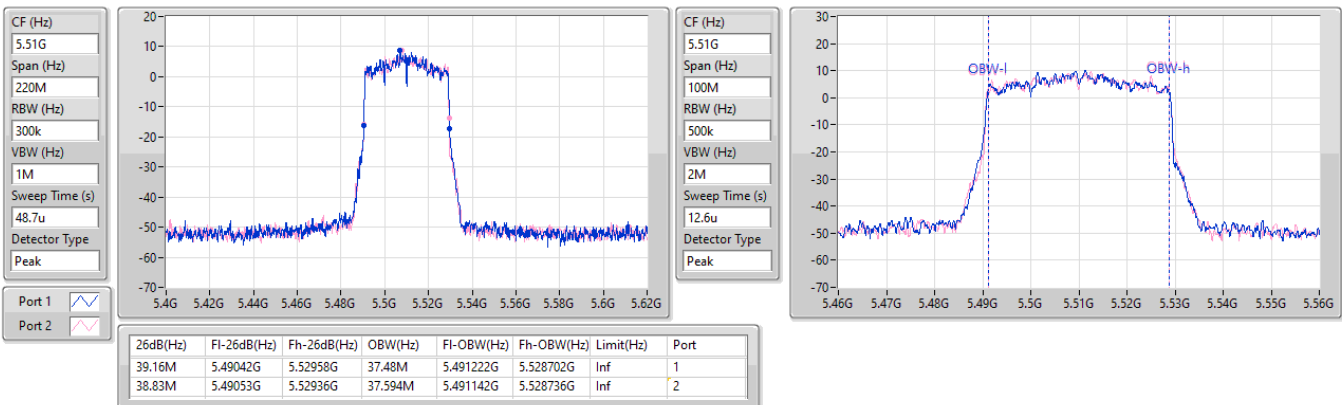 CF (Hz)
5.51G
Span (Hz)
220M
RBW (Hz)
300k
VBW (Hz)
1M
Sweep Time (s)
48.7u
Detector Type
Peak
Port 1
Port 2
20
10
0
-10
-20
-30
-40
-50
-60
-70
5.4G 5.42G 5.44G 5.46G 5.48G 5.5G 5.52G 5.54G 5.56G 5.58G 5.6G 5.62G
CF (Hz)
5.51G
Span (Hz)
100M
RBW (Hz)
500k
VBW (Hz)
2M
Sweep Time (s)
12.6u
Detector Type
Peak
30
20
10
0
-10
-20
-30
-40
-50
-60
-70
OBW-l OBW-h
5.46G 5.47G 5.48G 5.49G 5.5G 5.51G 5.52G 5.53G 5.54G 5.55G 5.56G
26dB(Hz) Fl-26dB(Hz) Fh-26dB(Hz) OBW(Hz) Fl-OBW(Hz) Fh-OBW(Hz) Limit(Hz) Port
39.16M 5.49042G 5.52958G 37.48M 5.491222G 5.528702G Inf 1
38.83M 5.49053G 5.52936G 37.594M 5.491142G 5.528736G Inf 2